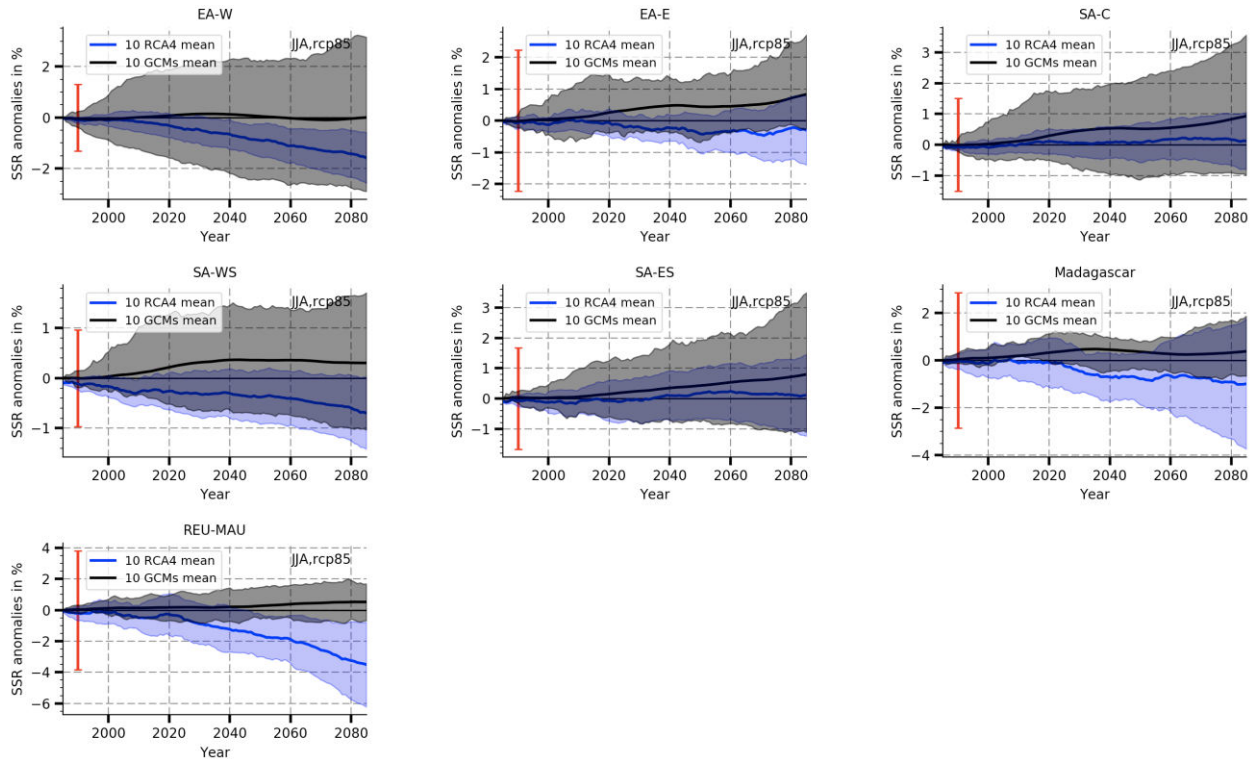 EA-W
SSR anomalies in %
2
0
−2
10 RCA4 mean
10 GCMs mean
JJA,rcp85
2000 2020 2040 2060 2080
Year
EA-E
SSR anomalies in %
2
1
0
−1
−2
10 RCA4 mean
10 GCMs mean
JJA,rcp85
2000 2020 2040 2060 2080
Year
SA-C
SSR anomalies in %
3
2
1
0
−1
10 RCA4 mean
10 GCMs mean
JJA,rcp85
2000 2020 2040 2060 2080
Year
SA-WS
SSR anomalies in %
1
0
−1
10 RCA4 mean
10 GCMs mean
JJA,rcp85
2000 2020 2040 2060 2080
Year
SA-ES
SSR anomalies in %
3
2
1
0
−1
10 RCA4 mean
10 GCMs mean
JJA,rcp85
2000 2020 2040 2060 2080
Year
Madagascar
SSR anomalies in %
2
0
−2
−4
10 RCA4 mean
10 GCMs mean
JJA,rcp85
2000 2020 2040 2060 2080
Year
REU-MAU
SSR anomalies in %
4
2
0
−2
−4
−6
10 RCA4 mean
10 GCMs mean
JJA,rcp85
2000 2020 2040 2060 2080
Year